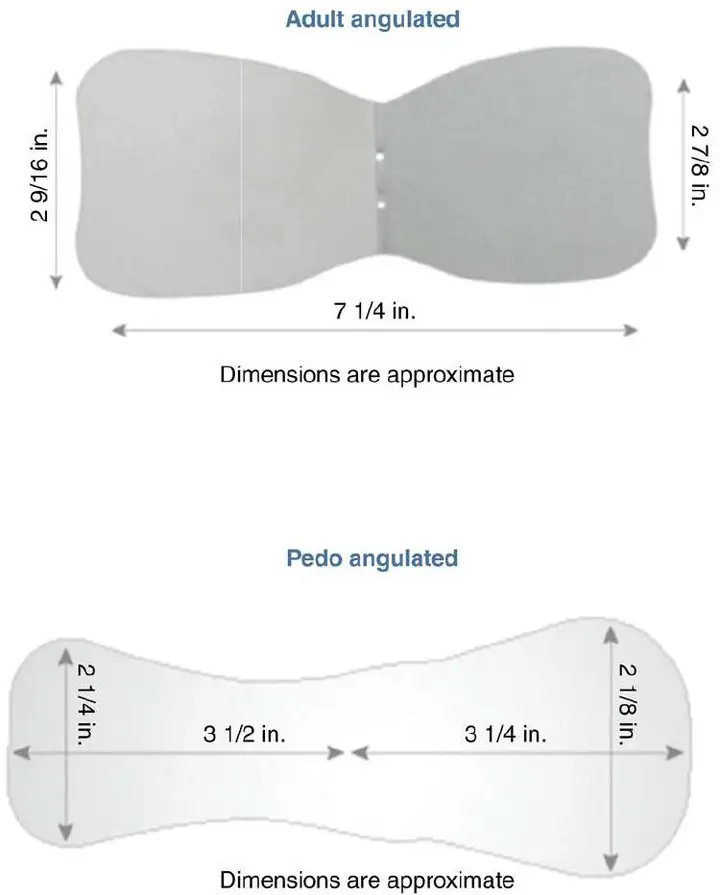 Adult angulated
2 9/16 in.
2 7/8 in.
7 1/4 in.
Dimensions are approximate
Pedo angulated
2 1/4 in.
3 1/2 in.
3 1/4 in.
2 1/8 in.
Dimensions are approximate